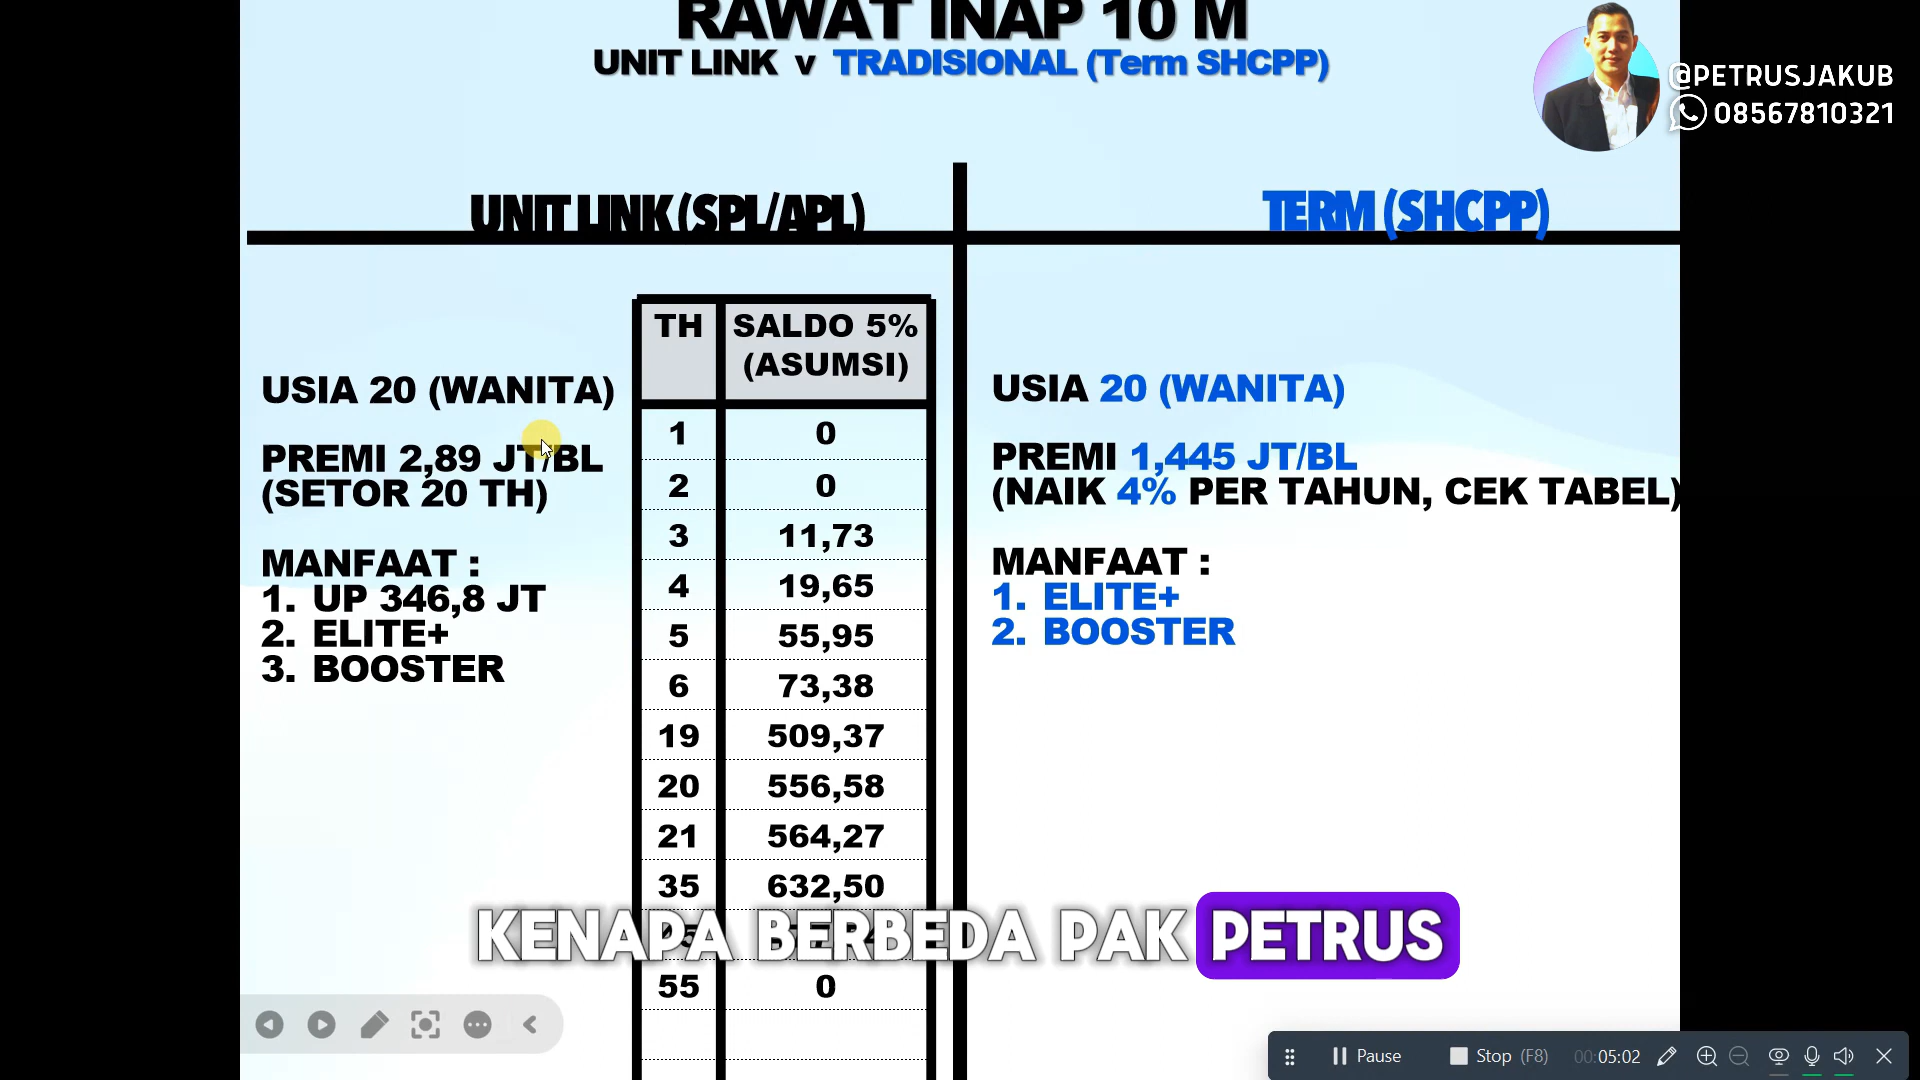 RAWAT INAP 10 M
UNIT LINK v TRADISIONAL (Term SHCPP)
@PETRUSJAKUB
08567810321
UNIT LINK (SPL/APL)
TERM (SHCPP)
USIA 20 (WANITA)
PREMI 2,89 JT/BL
(SETOR 20 TH)
MANFAAT :
1. UP 346,8 JT
2. ELITE+
3. BOOSTER
TH SALDO 5%
(ASUMSI)
1 0
2 0
3 11,73
4 19,65
5 55,95
6 73,38
19 509,37
20 556,58
21 564,27
35 632,50
55 0
USIA 20 (WANITA)
PREMI 1,445 JT/BL
(NAIK 4% PER TAHUN, CEK TABEL)
MANFAAT :
1. ELITE+
2. BOOSTER
KENAPA BERBEDA PAK PETRUS
Pause
Stop (F8)
00:05:02